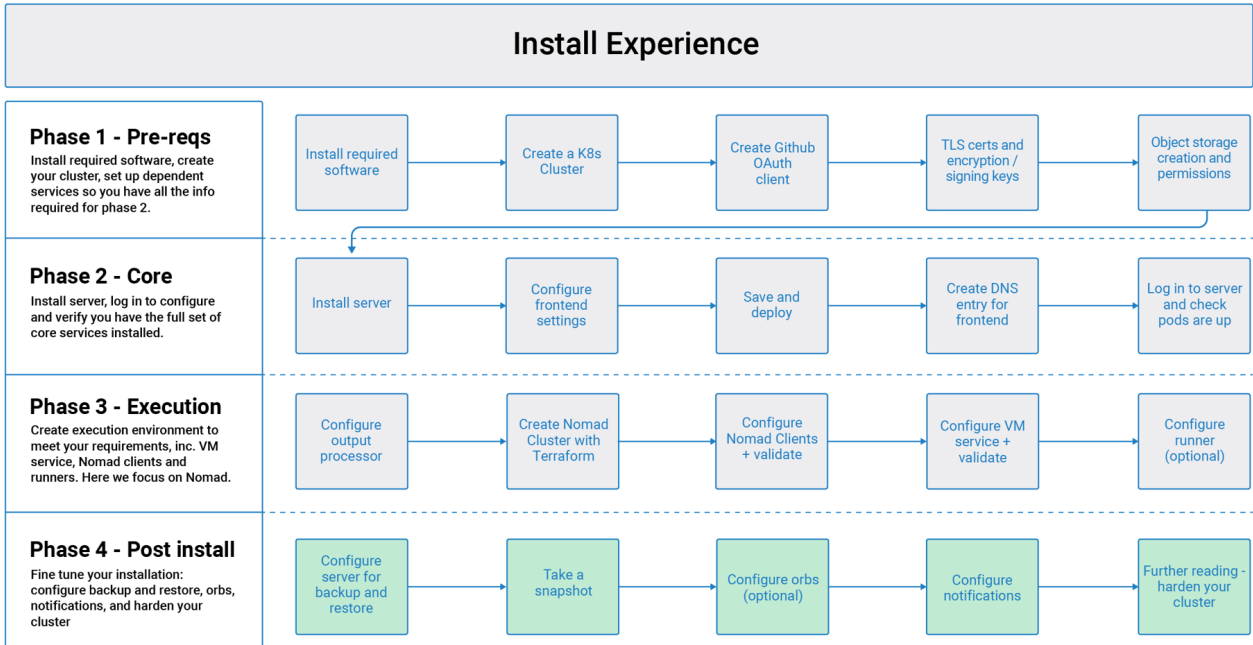 Install Experience
Phase 1 - Pre-reqs
Install required software, create
your cluster, set up dependent
services so you have all the info
required for phase 2.
Install required
software
Create a K8s
Cluster
Create Github
OAuth
client
TLS certs and
encryption /
signing keys
Object storage
creation and
permissions
Phase 2 - Core
Install server, log in to configure
and verify you have the full set of
core services installed.
Install server
Configure
frontend
settings
Save and
deploy
Create DNS
entry for
frontend
Log in to server
and check
pods are up
Phase 3 - Execution
Create execution environment to
meet your requirements, inc. VM
service, Nomad clients and
runners. Here we focus on Nomad.
Configure
output
processor
Create Nomad
Cluster with
Terraform
Configure
Nomad Clients
+ validate
Configure VM
service +
validate
Configure
runner
(optional)
Phase 4 - Post install
Fine tune your installation:
configure backup and restore, orbs,
notifications, and harden your
cluster
Configure
server for
backup and
restore
Take a
snapshot
Configure orbs
(optional)
Configure
notifications
Further reading -
harden your
cluster